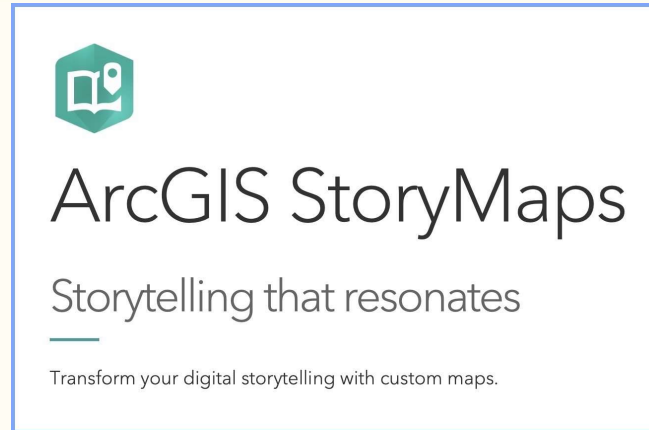 ArcGIS StoryMaps
Storytelling that resonates
Transform your digital storytelling with custom maps.